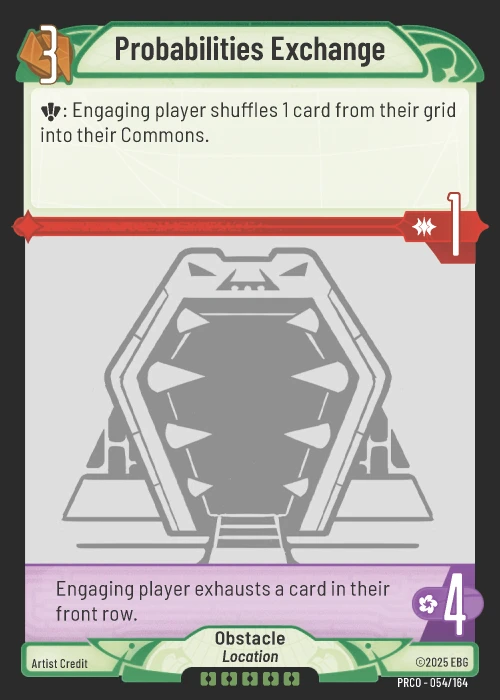 3
Probabilities Exchange
: Engaging player shuffles 1 card from their grid
into their Commons.
1
Engaging player exhausts a card in their
front row.
4
Obstacle
Location
Artist Credit
©2025 EBG
PRCO - 054/164